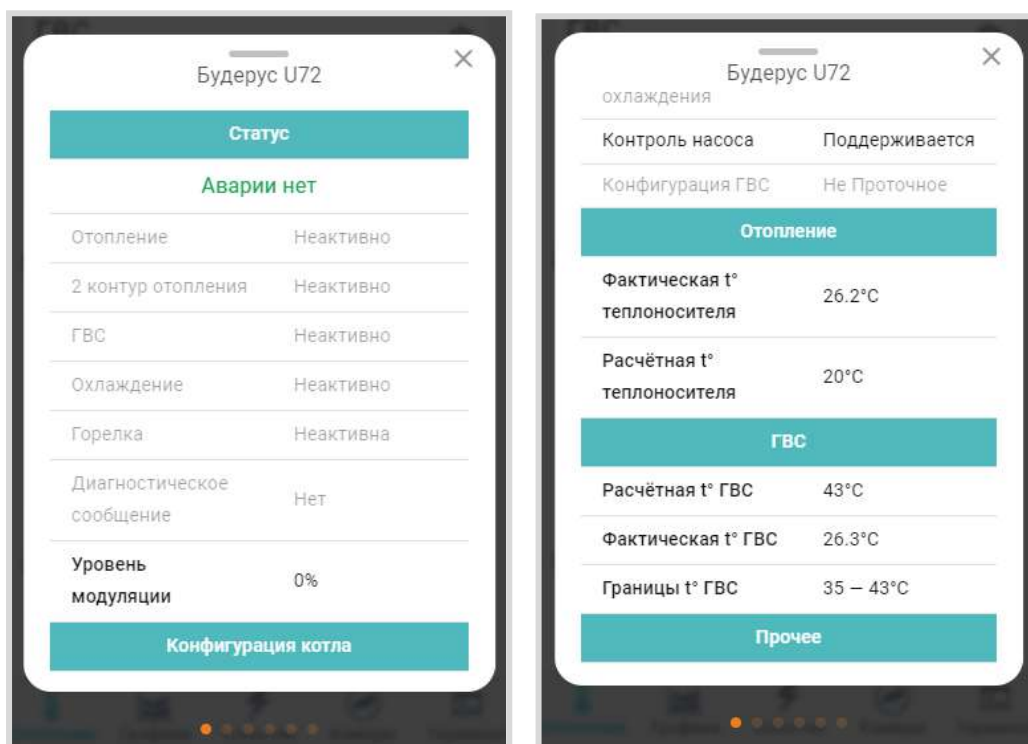 Будерус U72
Статус
Аварии нет
Отопление Неактивно
2 контур отопления Неактивно
ГВС Неактивно
Охлаждение Неактивно
Горелка Неактивна
Диагностическое
сообщение
Нет
Уровень
модуляции
0%
Конфигурация котла
Будерус U72
охлаждения
Контроль насоса Поддерживается
Конфигурация ГВС Не Проточное
Отопление
Фактическая t°
теплоносителя
26.2°C
Расчётная t°
теплоносителя
20°C
ГВС
Расчётная t° ГВС 43°C
Фактическая t° ГВС 26.3°C
Границы t° ГВС 35 — 43°C
Прочее